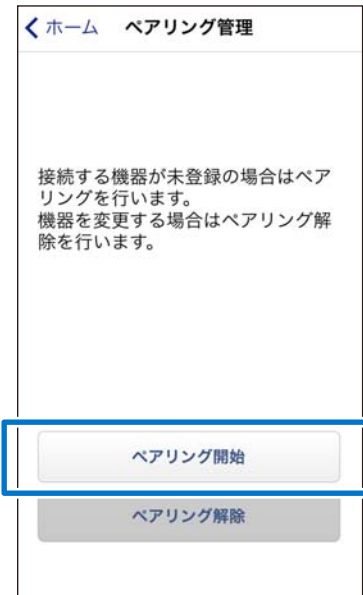 ホーム ペアリング管理
接続する機器が未登録の場合はペア
リングを行います。
機器を変更する場合はペアリング解
除を行います。
ペアリング開始
ペアリング解除